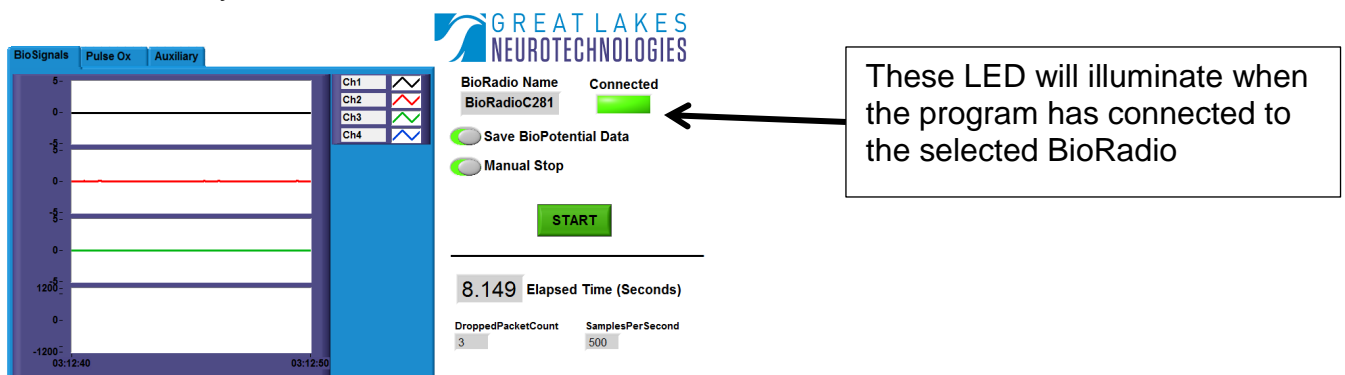 GREAT LAKES
NEUROTECHNOLOGIES
BioSignals Pulse Ox Auxiliary
5
0
-5
5
0
-5
5
0
-5
1200
0
-1200
03:12:40 03:12:50
Ch1
Ch2
Ch3
Ch4
BioRadio Name Connected
BioRadioC281
Save BioPotential Data
Manual Stop
START
8.149 Elapsed Time (Seconds)
DroppedPacketCount SamplesPerSecond
3 500
These LED will illuminate when
the program has connected to
the selected BioRadio